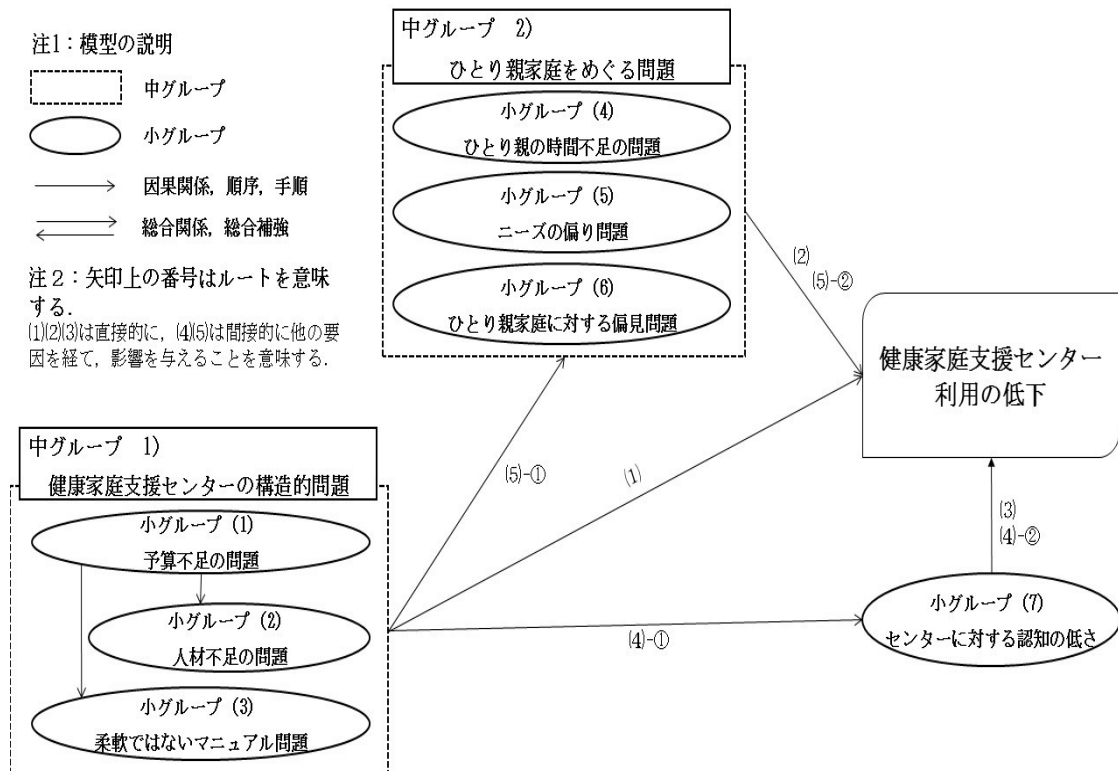 注1：模型の説明
中グループ
小グループ
因果関係，順序，手順
総合関係，総合補強
注２：矢印上の番号はルートを意味
する．
⑴⑵⑶は直接的に，⑷⑸は間接的に他の要
因を経て，影響を与えることを意味する．
中グループ　2)
ひとり親家庭をめぐる問題
小グループ (4)
ひとり親の時間不足の問題
小グループ (5)
ニーズの偏り問題
小グループ (6)
ひとり親家庭に対する偏見問題
⑵
⑸-②
健康家庭支援センター
利用の低下
中グループ　1)
健康家庭支援センターの構造的問題
小グループ (1)
予算不足の問題
小グループ (2)
人材不足の問題
小グループ (3)
柔軟ではないマニュアル問題
⑸-①
⑴
⑷-①
⑶
⑷-②
小グループ (7)
センターに対する認知の低さ